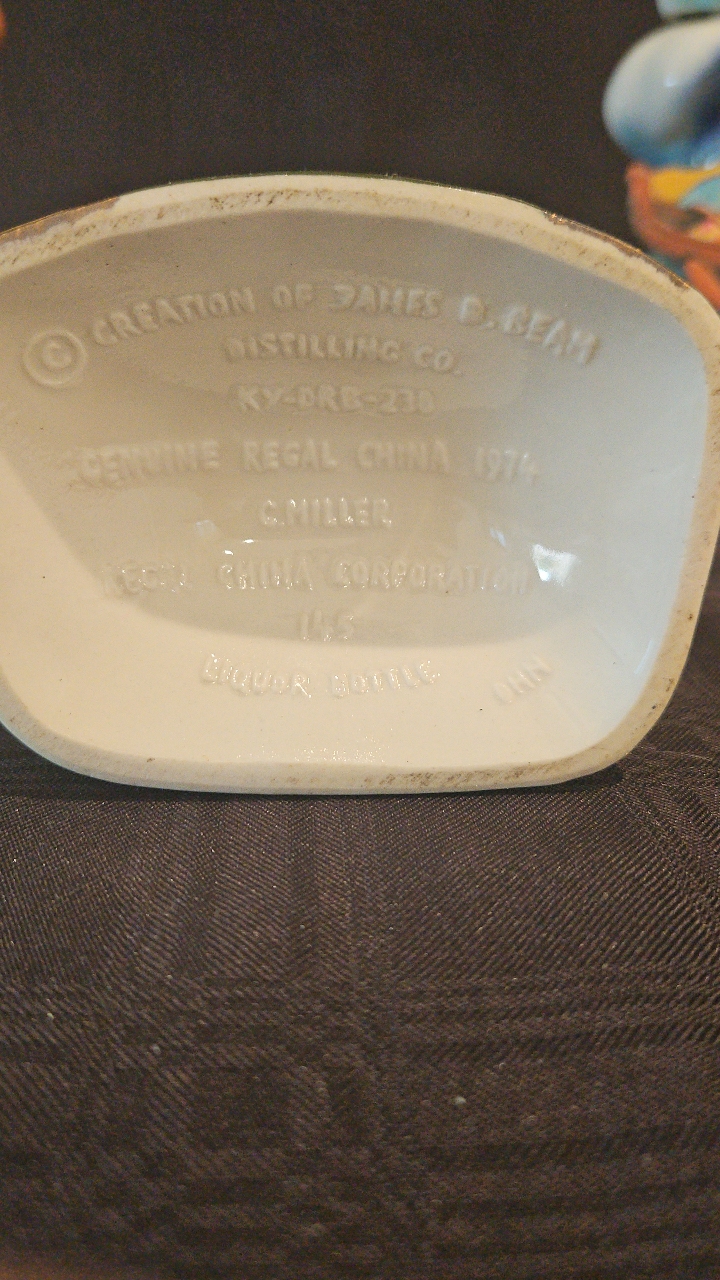 © CREATION OF JAMES B. BEAM
DISTILLING CO.
KY-DRB-230
GENUINE REGAL CHINA 1974
C.MILLER
REGAL CHINA CORPORATION
145
LIQUOR BOTTLE